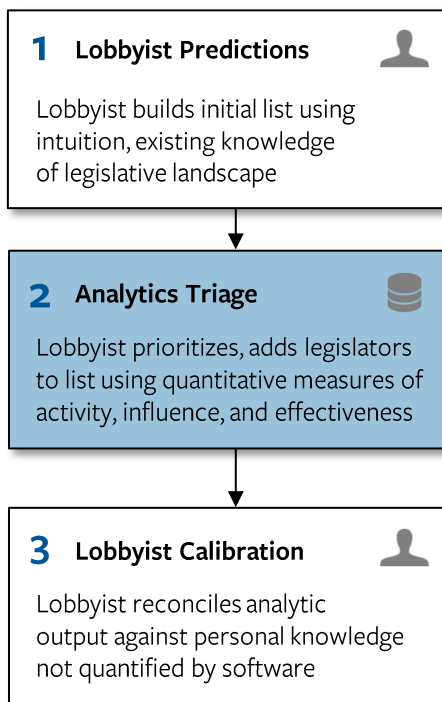 1 Lobbyist Predictions
Lobbyist builds initial list using
intuition, existing knowledge
of legislative landscape
2 Analytics Triage
Lobbyist prioritizes, adds legislators
to list using quantitative measures of
activity, influence, and effectiveness
3 Lobbyist Calibration
Lobbyist reconciles analytic
output against personal knowledge
not quantified by software